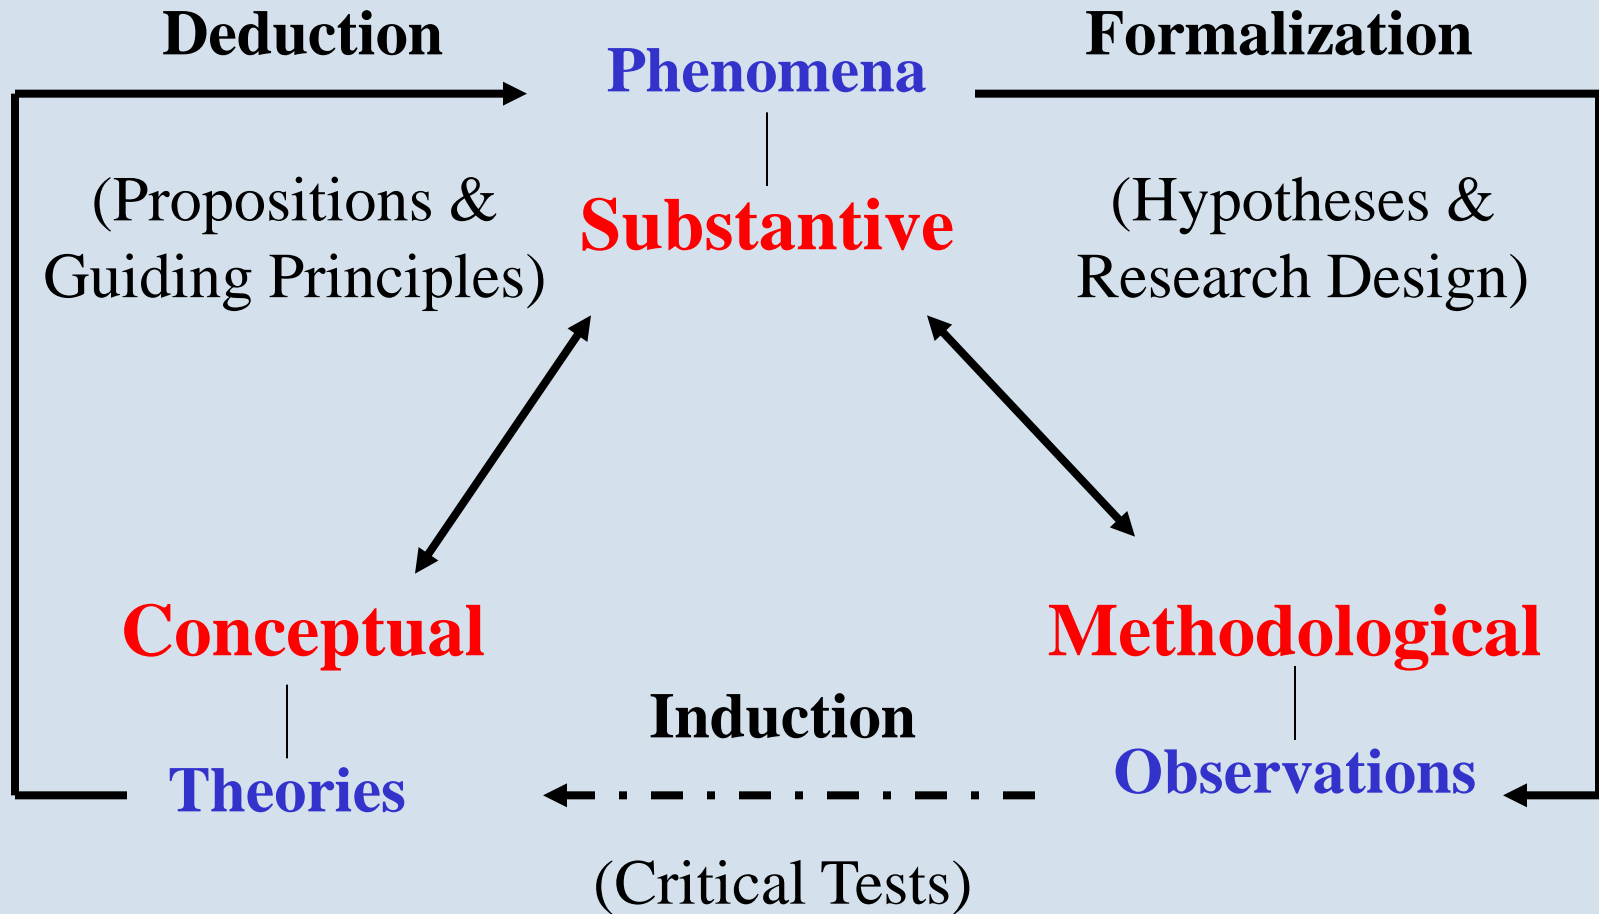 Deduction
Phenomena
Formalization
(Propositions &
Guiding Principles)
Substantive
(Hypotheses &
Research Design)
Conceptual
Methodological
Induction
Theories
Observations
(Critical Tests)